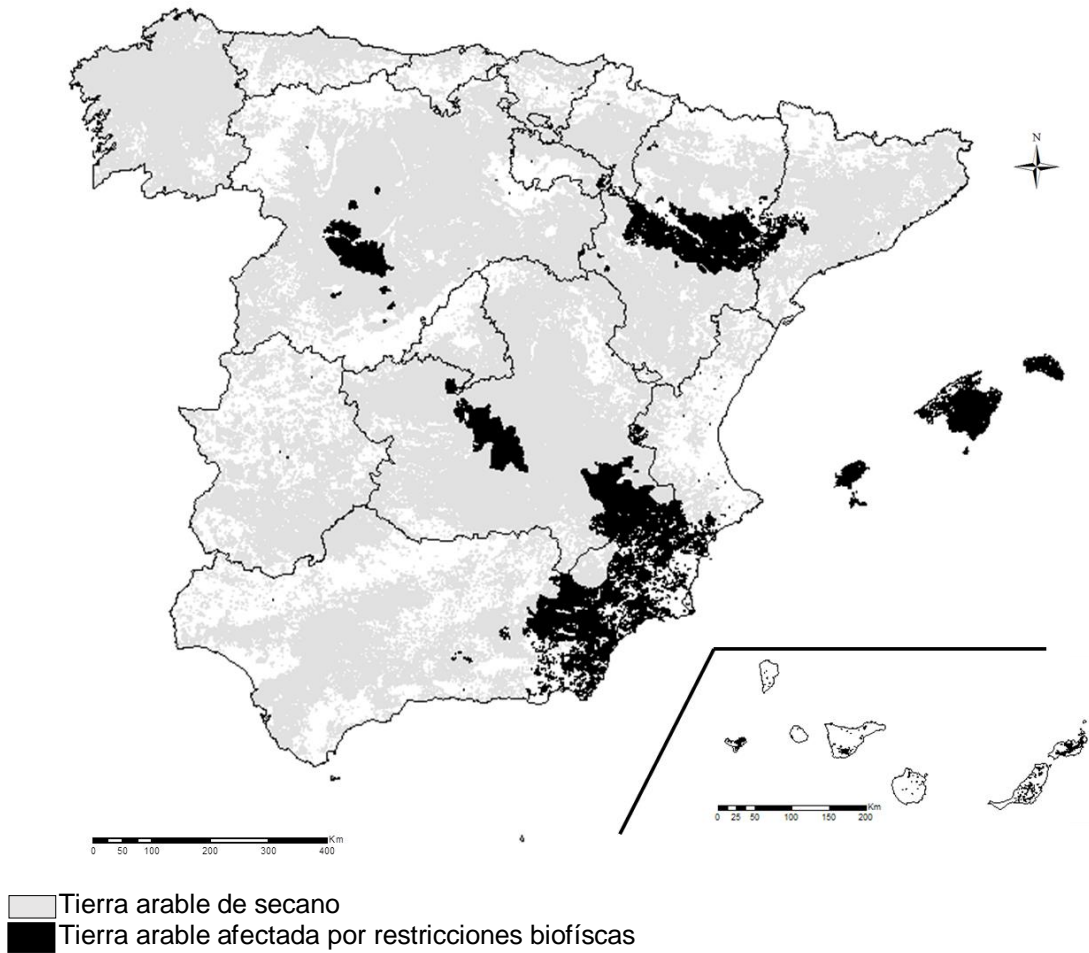 N
Km
0 50 100 200 300 400
Km
0 25 50 100 150 200
Tierra arable de secano
Tierra arable afectada por restricciones biofíscas